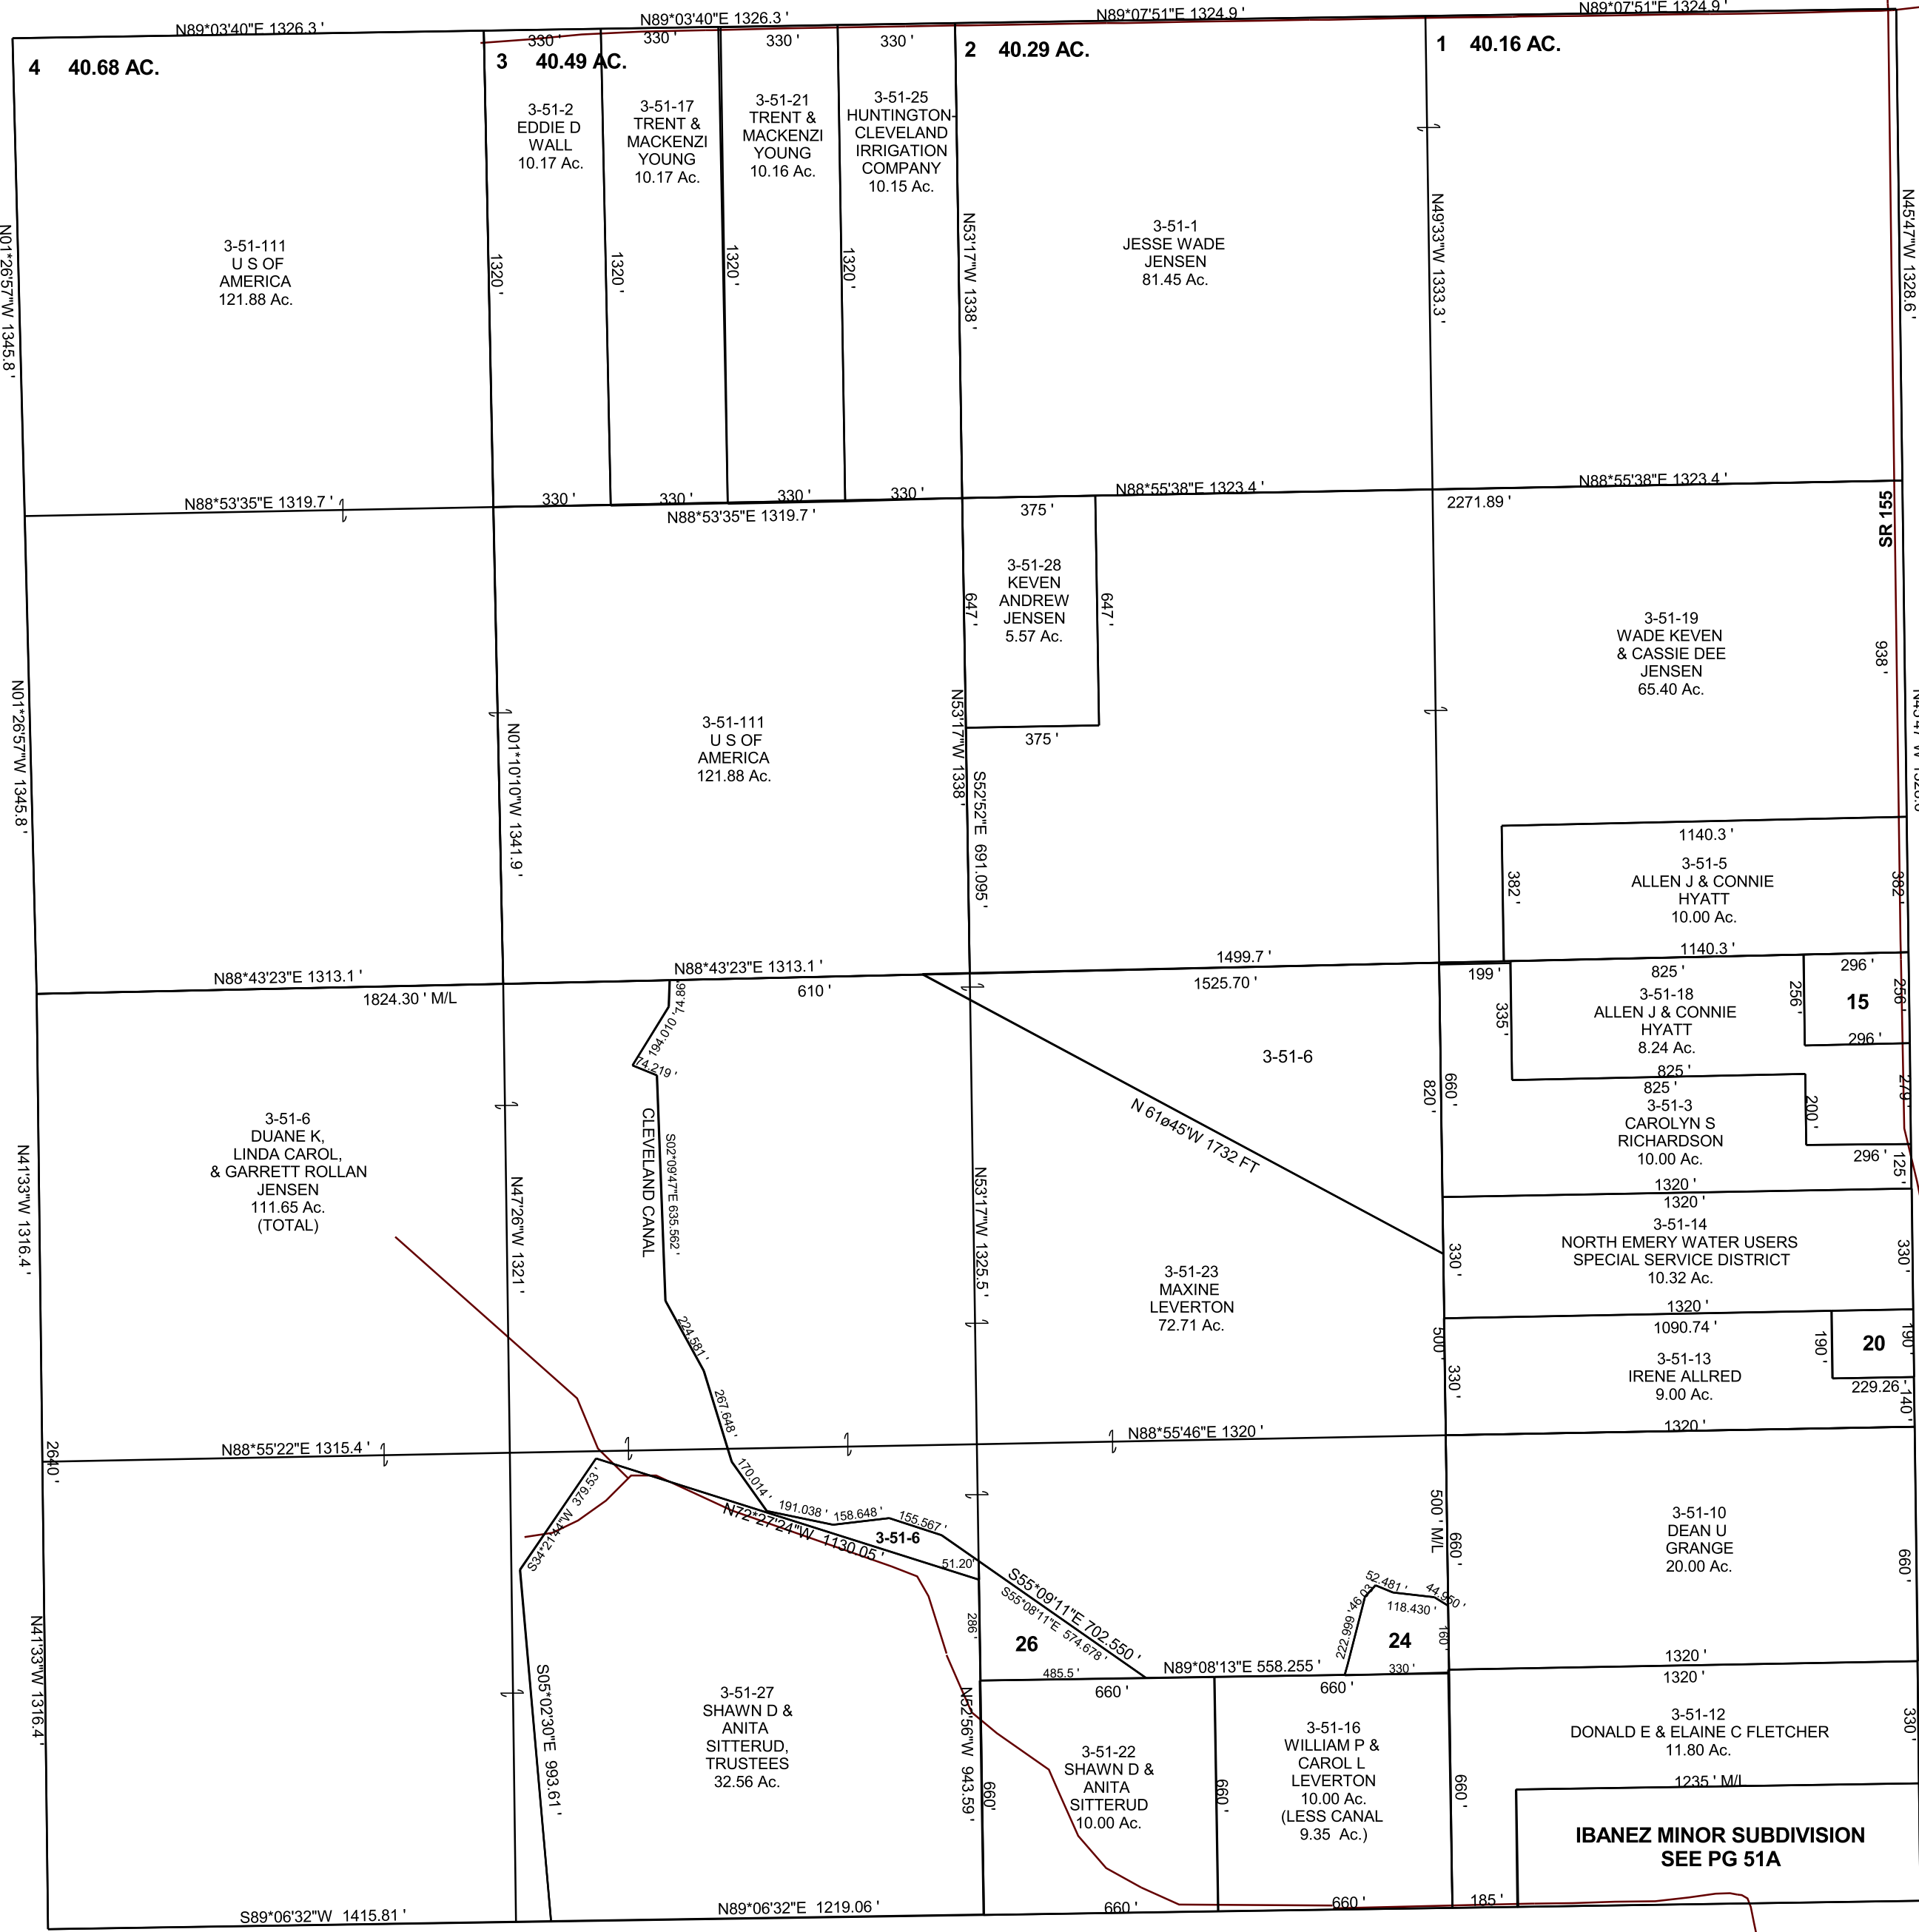 N89*03'40"E 1326.3 '
N89*03'40"E 1326.3 '
N89*07'51"E 1324.9 '
N89*07'51"E 1324.9 '
4 40.68 AC.
3 40.49 AC.
2 40.29 AC.
1 40.16 AC.
330 '
330 '
330 '
330 '
3-51-2
EDDIE D
WALL
10.17 Ac.
3-51-17
TRENT &
MACKENZI
YOUNG
10.17 Ac.
3-51-21
TRENT &
MACKENZI
YOUNG
10.16 Ac.
3-51-25
HUNTINGTON-
CLEVELAND
IRRIGATION
COMPANY
10.15 Ac.
3-51-111
U S OF
AMERICA
121.88 Ac.
3-51-1
JESSE WADE
JENSEN
81.45 Ac.
N01*26'57"W 1345.8 '
1320 '
1320 '
1320 '
1320 '
N53'17"W 1338 '
N49'33"W 1333.3 '
N45'47"W 1328.6 '
N88*53'35"E 1319.7 '
330 '
330 '
330 '
330 '
N88*53'35"E 1319.7 '
N88*55'38"E 1323.4 '
N88*55'38"E 1323.4 '
375 '
2271.89 '
SR 155
3-51-28
KEVEN
ANDREW
JENSEN
5.57 Ac.
647 '
647 '
375 '
3-51-19
WADE KEVEN
& CASSIE DEE
JENSEN
65.40 Ac.
938 '
3-51-111
U S OF
AMERICA
121.88 Ac.
N01*26'57"W 1345.8 '
N01*10'10"W 1341.9 '
N53'17"W 1338 '
S52'52"E 691.095 '
1140.3 '
3-51-5
ALLEN J & CONNIE
HYATT
10.00 Ac.
382 '
382 '
1140.3 '
N88*43'23"E 1313.1 '
N88*43'23"E 1313.1 '
1499.7 '
1824.30 ' M/L
610 '
1525.70 '
199 '
825 '
296 '
3-51-18
ALLEN J & CONNIE
HYATT
8.24 Ac.
335 '
256 '
15
256 '
296 '
825 '
825 '
3-51-3
CAROLYN S
RICHARDSON
10.00 Ac.
200 '
279 '
296 '
125 '
1320 '
1320 '
74.986 '
194.010 '
74.219 '
CLEVELAND CANAL
S02*09'47"E 635.562 '
3-51-6
N 61ø45'W 1732 FT
820 '
660 '
3-51-6
DUANE K,
LINDA CAROL,
& GARRETT ROLLAN
JENSEN
111.65 Ac.
(TOTAL)
N41'33"W 1316.4 '
N47'26"W 1321 '
N53'17"W 1325.5 '
3-51-23
MAXINE
LEVERTON
72.71 Ac.
3-51-14
NORTH EMERY WATER USERS
SPECIAL SERVICE DISTRICT
10.32 Ac.
330 '
330 '
1320 '
1090.74 '
3-51-13
IRENE ALLRED
9.00 Ac.
190 '
20
190 '
229.26 '
140 '
500 '
330 '
1320 '
224.581 '
267.648 '
170.014 '
N88*55'22"E 1315.4 '
N88*55'46"E 1320 '
2640 '
S34*21'44"W 379.53 '
191.038 '
158.648 '
155.567 '
N72*27'24"W 1130.05 '
3-51-6
51.20'
S55*09'11"E 702.550 '
S55*08'11"E 574.678 '
286 '
26
485.5 '
N89*08'13"E 558.255 '
500 ' M/L
660 '
52.481 '
44.950 '
46.03 '
118.430 '
222.999 '
24
160 '
330 '
3-51-10
DEAN U
GRANGE
20.00 Ac.
660 '
1320 '
1320 '
N41'33"W 1316.4 '
S05*02'30"E 993.61 '
3-51-27
SHAWN D &
ANITA
SITTERUD,
TRUSTEES
32.56 Ac.
N52'56"W 943.59 '
660'
660 '
3-51-22
SHAWN D &
ANITA
SITTERUD
10.00 Ac.
660 '
660 '
3-51-16
WILLIAM P &
CAROL L
LEVERTON
10.00 Ac.
(LESS CANAL
9.35 Ac.)
660 '
3-51-12
DONALD E & ELAINE C FLETCHER
11.80 Ac.
330 '
1235 ' M/L
IBANEZ MINOR SUBDIVISION
SEE PG 51A
S89*06'32"W 1415.81 '
N89*06'32"E 1219.06 '
660 '
660 '
185 '